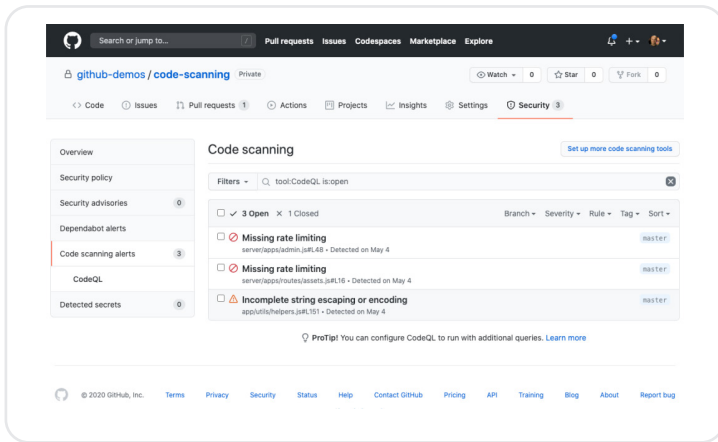 Search or jump to...
/
Pull requests Issues Codespaces Marketplace Explore
github-demos / code-scanning Private
Watch 0 Star 0 Fork 0
Code Issues Pull requests 1 Actions Projects Insights Settings Security 3
Overview
Security policy
Security advisories 0
Dependabot alerts
Code scanning alerts 3
CodeQL
Detected secrets 0
Code scanning
Set up more code scanning tools
Filters tool:CodeQL is:open
3 Open 1 Closed Branch Severity Rule Tag Sort
Missing rate limiting master
server/apps/admin.js#L48 • Detected on May 4
Missing rate limiting master
server/apps/routes/assets.js#L16 • Detected on May 4
Incomplete string escaping or encoding master
app/utils/helpers.js#L151 • Detected on May 4
ProTip! You can configure CodeQL to run with additional queries. Learn more
© 2020 GitHub, Inc. Terms Privacy Security Status Help Contact GitHub Pricing API Training Blog About Report bug